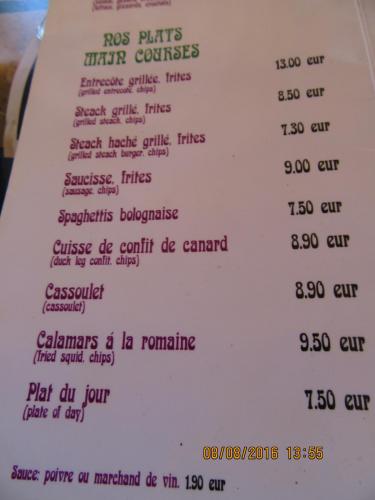 NOS PLATS
MAIN COURSES
Entrecôte grillée, frites 13.00 eur
(grilled entrecote, chips)
Steack grillé, frites 8.50 eur
(grilled steack, chips)
Steack haché grillé, frites 7.30 eur
(grilled steack burger, chips)
Saucisse, frites 9.00 eur
(sausage, chips)
Spaghettis bolognaise 7.50 eur
Cuisse de confit de canard 8.90 eur
(duck leg confit, chips)
Cassoulet 8.90 eur
(cassoulet)
Calamars á la romaine 9.50 eur
(fried squid, chips)
Plat du jour 7.50 eur
(plate of day)
08/08/2016 13:55
Sauce: poivre ou marchand de vin. 1.90 eur